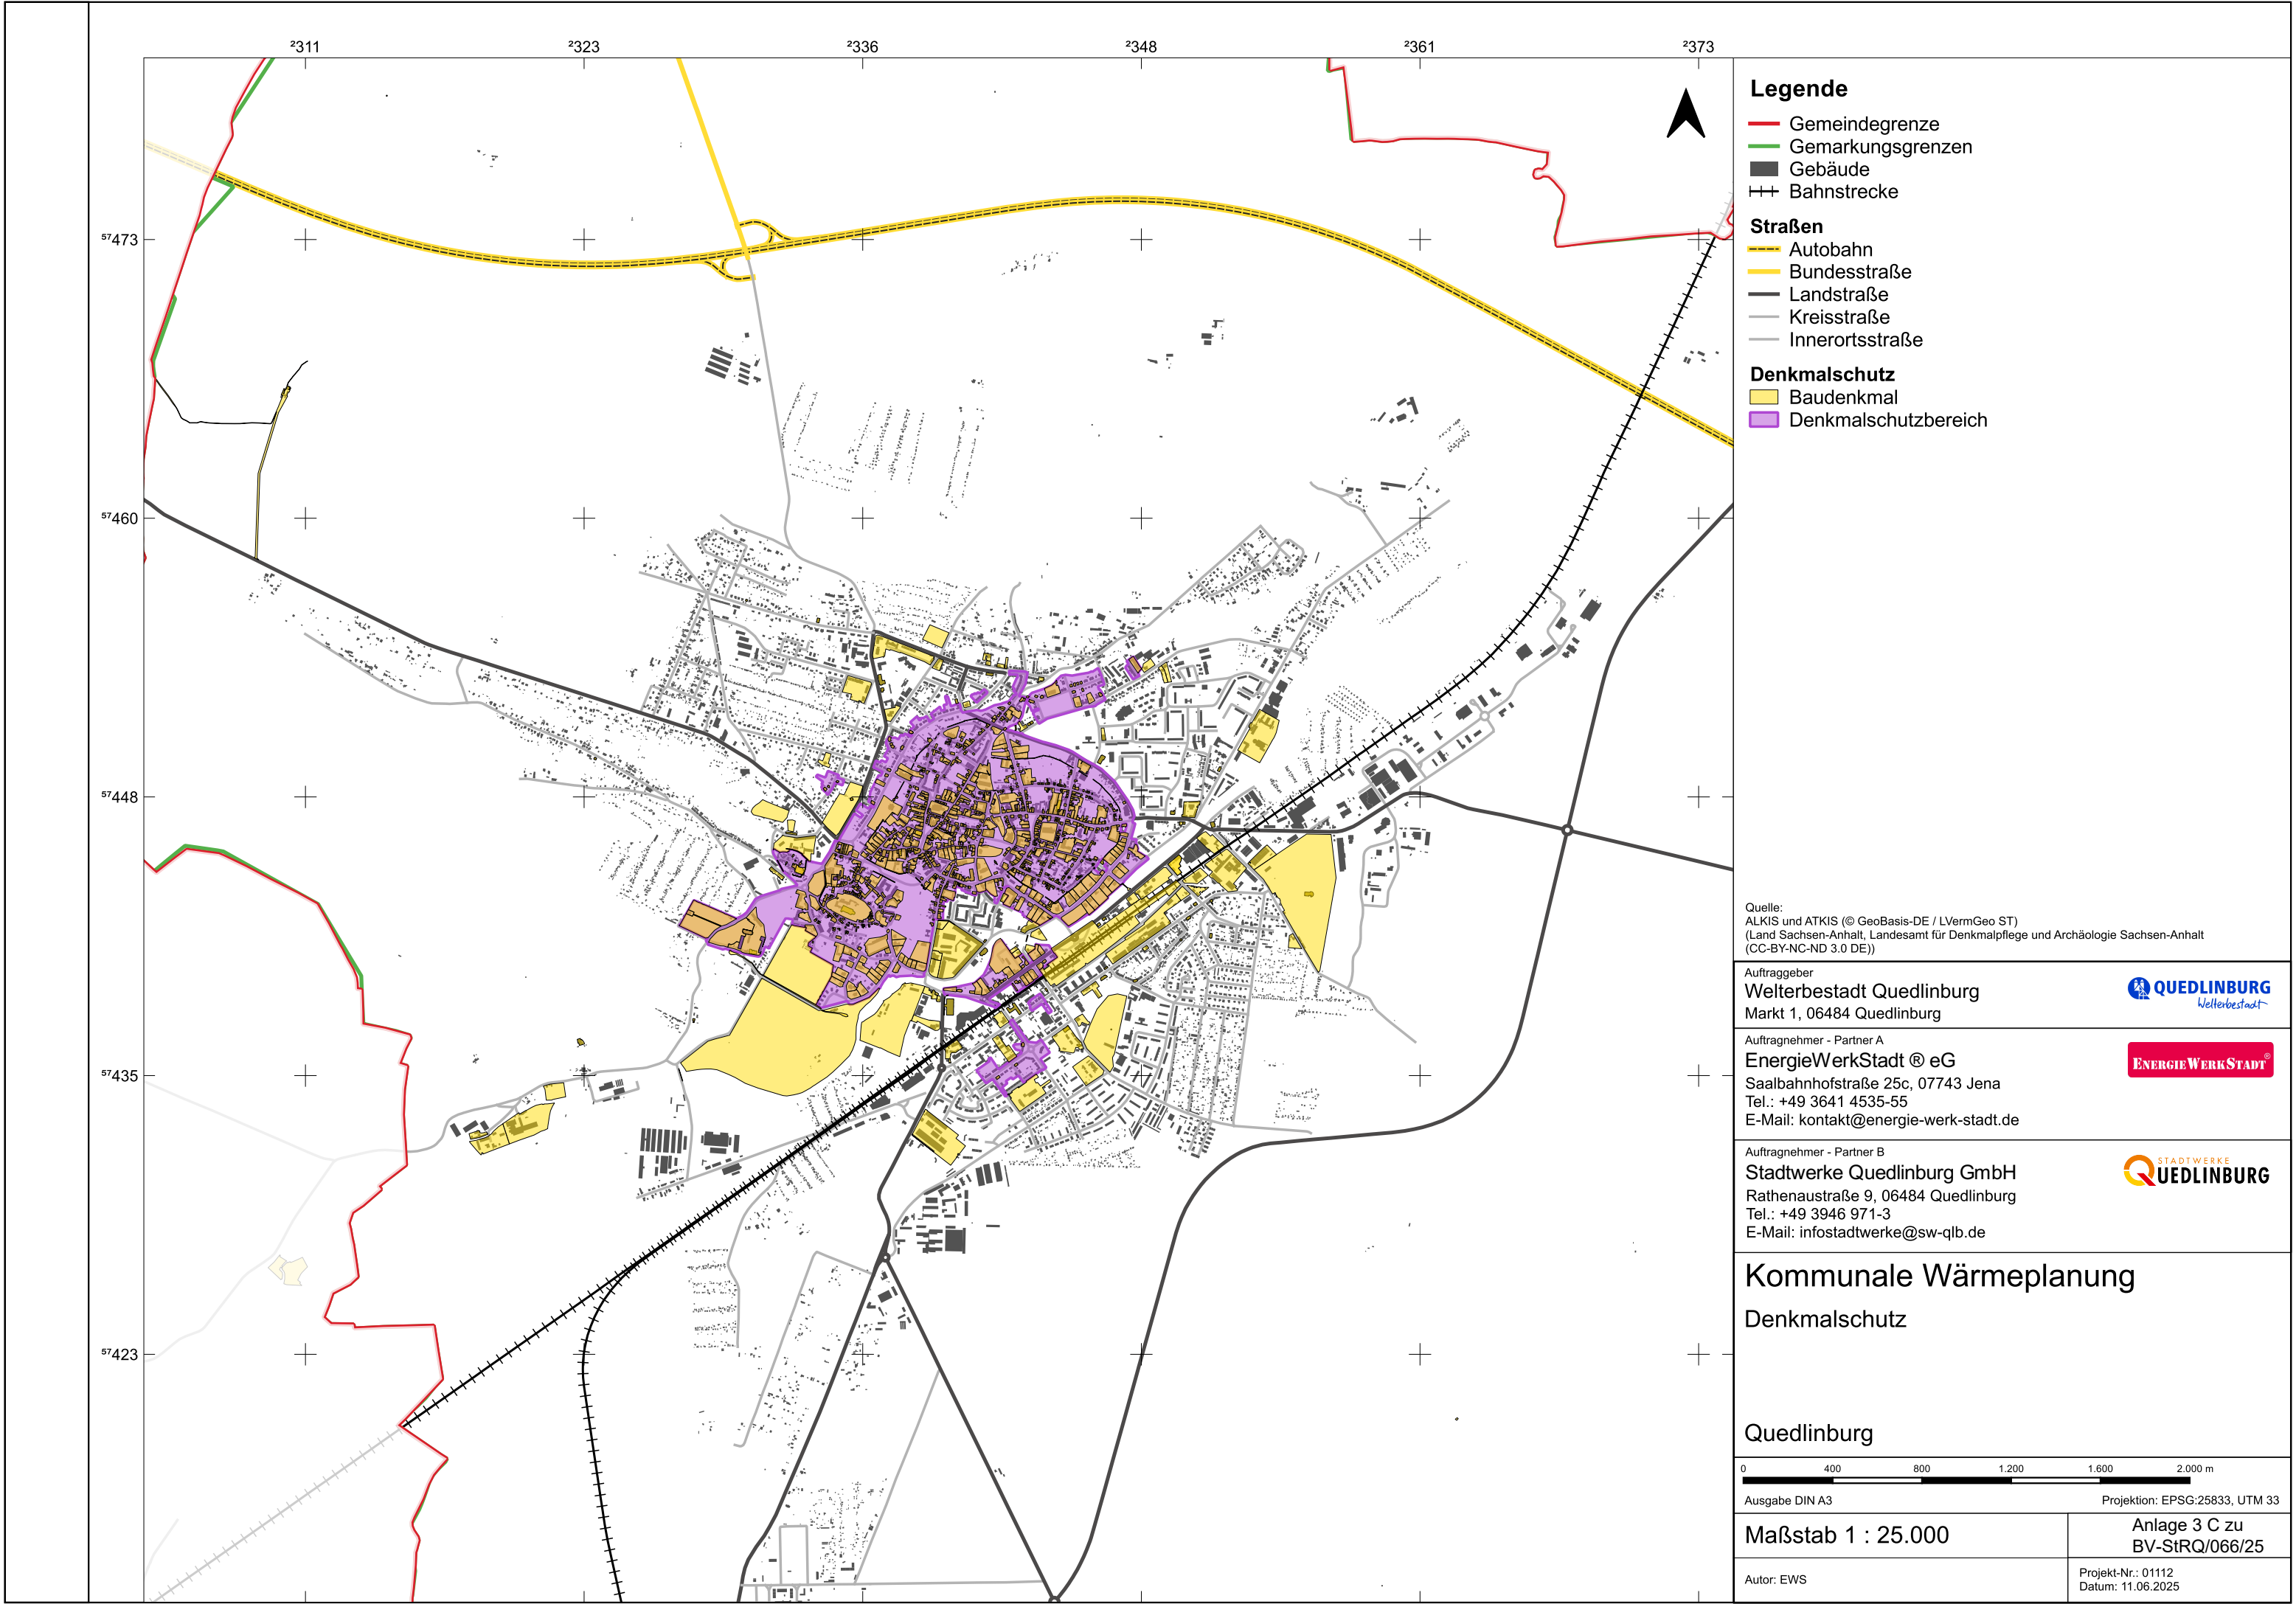 ²311 ²323 ²336 ²348 ²361 ²373
⁵⁷473
⁵⁷460
⁵⁷448
⁵⁷435
⁵⁷423
Legende
Gemeindegrenze
Gemarkungsgrenzen
Gebäude
Bahnstrecke
Straßen
Autobahn
Bundesstraße
Landstraße
Kreisstraße
Innerortsstraße
Denkmalschutz
Baudenkmal
Denkmalschutzbereich
Quelle:
ALKIS und ATKIS (© GeoBasis-DE / LVermGeo ST)
(Land Sachsen-Anhalt, Landesamt für Denkmalpflege und Archäologie Sachsen-Anhalt
(CC-BY-NC-ND 3.0 DE))
Auftraggeber
Welterbestadt Quedlinburg
Markt 1, 06484 Quedlinburg
QUEDLINBURG
Welterbestadt
Auftragnehmer - Partner A
EnergieWerkStadt ® eG
Saalbahnhofstraße 25c, 07743 Jena
Tel.: +49 3641 4535-55
E-Mail: kontakt@energie-werk-stadt.de
ENERGIEWERKSTADT®
Auftragnehmer - Partner B
Stadtwerke Quedlinburg GmbH
Rathenaustraße 9, 06484 Quedlinburg
Tel.: +49 3946 971-3
E-Mail: infostadtwerke@sw-qlb.de
STADTWERKE
QUEDLINBURG
Kommunale Wärmeplanung
Denkmalschutz
Quedlinburg
0 400 800 1.200 1.600 2.000 m
Ausgabe DIN A3 Projektion: EPSG:25833, UTM 33
Maßstab 1 : 25.000
Anlage 3 C zu
BV-StRQ/066/25
Autor: EWS
Projekt-Nr.: 01112
Datum: 11.06.2025